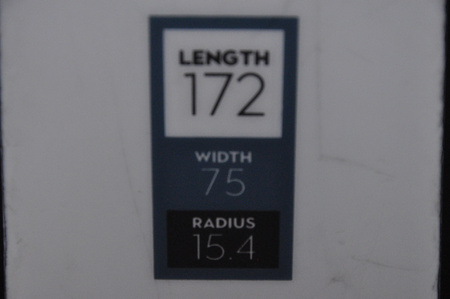 LENGTH
172
WIDTH
75
RADIUS
15.4